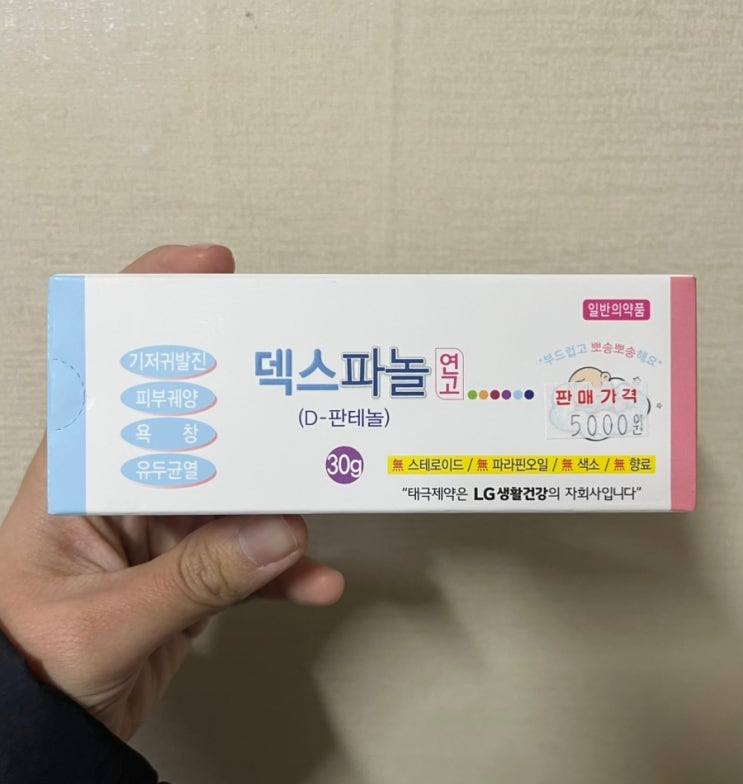 일반의약품
기저귀발진
피부궤양
욕 창
유두균열
덱스파놀 연고
(D-판테놀)
30g
"부드럽고 뽀송뽀송해요"
판매가격
5000원
無 스테로이드 / 無 파라핀오일 / 無 색소 / 無 향료
"태극제약은 LG생활건강의 자회사입니다"